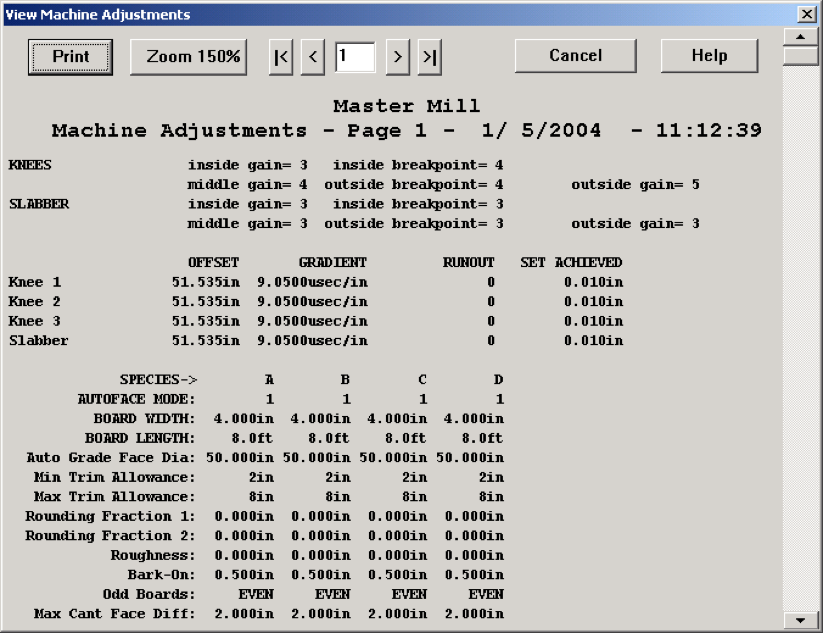 View Machine Adjustments
Print Zoom 150% |< < 1 > >| Cancel Help
Master Mill
Machine Adjustments - Page 1 - 1/ 5/2004 - 11:12:39
KNEES inside gain= 3 inside breakpoint= 4
middle gain= 4 outside breakpoint= 4 outside gain= 5
SLABBER inside gain= 3 inside breakpoint= 3
middle gain= 3 outside breakpoint= 3 outside gain= 3
OFFSET GRADIENT RUNOUT SET ACHIEVED
Knee 1 51.535in 9.0500usec/in 0 0.010in
Knee 2 51.535in 9.0500usec/in 0 0.010in
Knee 3 51.535in 9.0500usec/in 0 0.010in
Slabber 51.535in 9.0500usec/in 0 0.010in
SPECIES-> A B C D
AUTOFACE MODE: 1 1 1 1
BOARD WIDTH: 4.000in 4.000in 4.000in 4.000in
BOARD LENGTH: 8.0ft 8.0ft 8.0ft 8.0ft
Auto Grade Face Dia: 50.000in 50.000in 50.000in 50.000in
Min Trim Allowance: 2in 2in 2in 2in
Max Trim Allowance: 8in 8in 8in 8in
Rounding Fraction 1: 0.000in 0.000in 0.000in 0.000in
Rounding Fraction 2: 0.000in 0.000in 0.000in 0.000in
Roughness: 0.000in 0.000in 0.000in 0.000in
Bark-On: 0.500in 0.500in 0.500in 0.500in
Odd Boards: EVEN EVEN EVEN EVEN
Max Cant Face Diff: 2.000in 2.000in 2.000in 2.000in